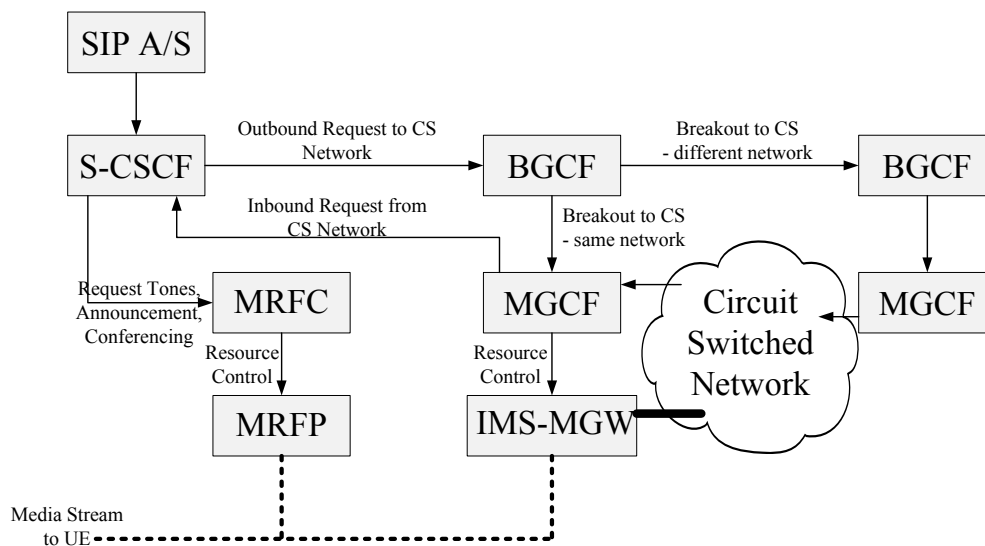 SIP A/S
S-CSCF
Outbound Request to CS
Network
BGCF
Breakout to CS
- different network
BGCF
Inbound Request from
CS Network
Breakout to CS
- same network
Request Tones,
Announcement,
Conferencing
MRFC
MGCF
Circuit
Switched
Network
MGCF
Resource
Control
Resource
Control
MRFP
IMS-MGW
Media Stream
to UE